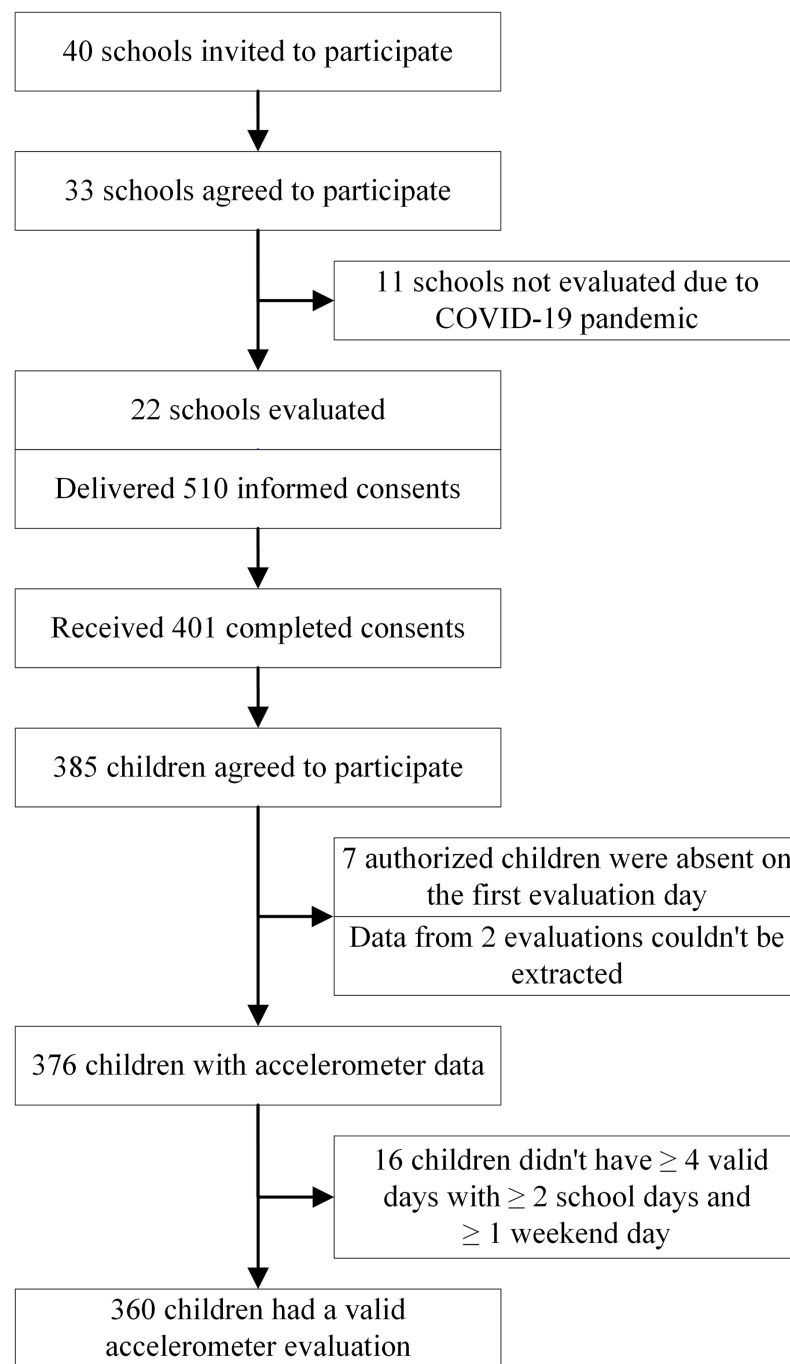 40 schools invited to participate
33 schools agreed to participate
11 schools not evaluated due to
COVID-19 pandemic
22 schools evaluated
Delivered 510 informed consents
Received 401 completed consents
385 children agreed to participate
7 authorized children were absent on
the first evaluation day
Data from 2 evaluations couldn't be
extracted
376 children with accelerometer data
16 children didn't have ≥ 4 valid
days with ≥ 2 school days and
≥ 1 weekend day
360 children had a valid
accelerometer evaluation